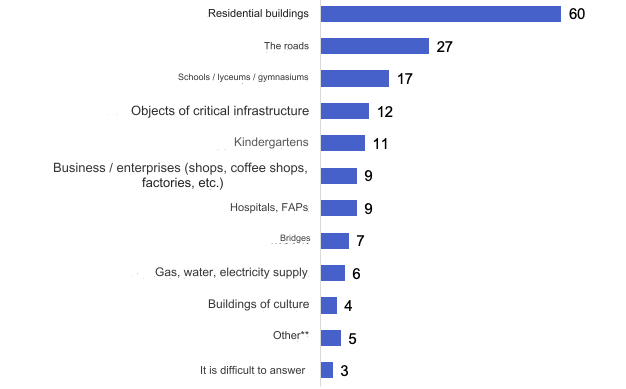 Residential buildings 60
The roads 27
Schools / lyceums / gymnasiums 17
Objects of critical infrastructure 12
Kindergartens 11
Business / enterprises (shops, coffee shops,
factories, etc.) 9
Hospitals, FAPs 9
Bridges 7
Gas, water, electricity supply 6
Buildings of culture 4
Other** 5
It is difficult to answer 3